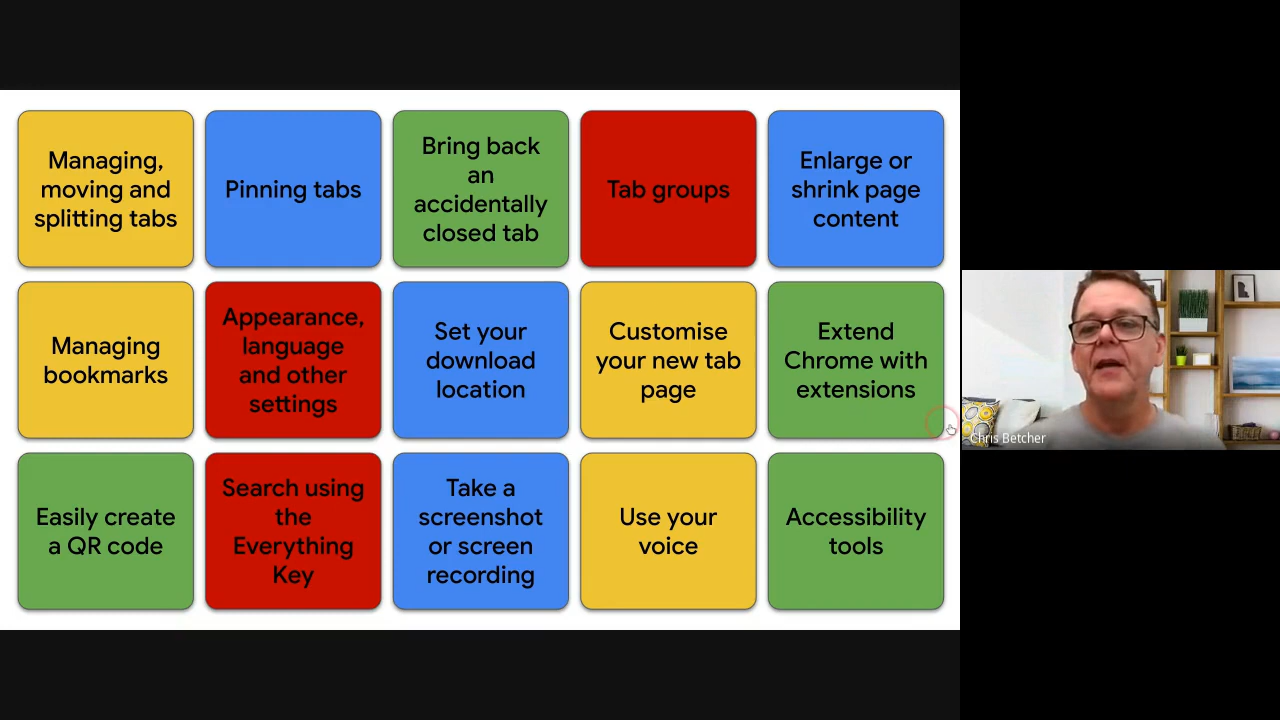 Managing,
moving and
splitting tabs
Pinning tabs
Bring back
an
accidentally
closed tab
Tab groups
Enlarge or
shrink page
content
Managing
bookmarks
Appearance,
language
and other
settings
Set your
download
location
Customise
your new tab
page
Extend
Chrome with
extensions
Easily create
a QR code
Search using
the
Everything
Key
Take a
screenshot
or screen
recording
Use your
voice
Accessibility
tools
Chris Betcher